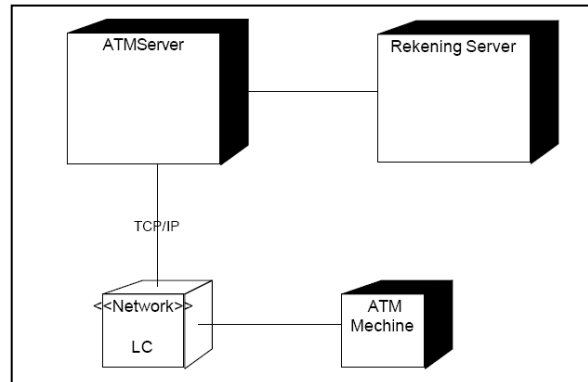 ATMServer
Rekening Server
TCP/IP
<<Network>>
LC
ATM
Mechine